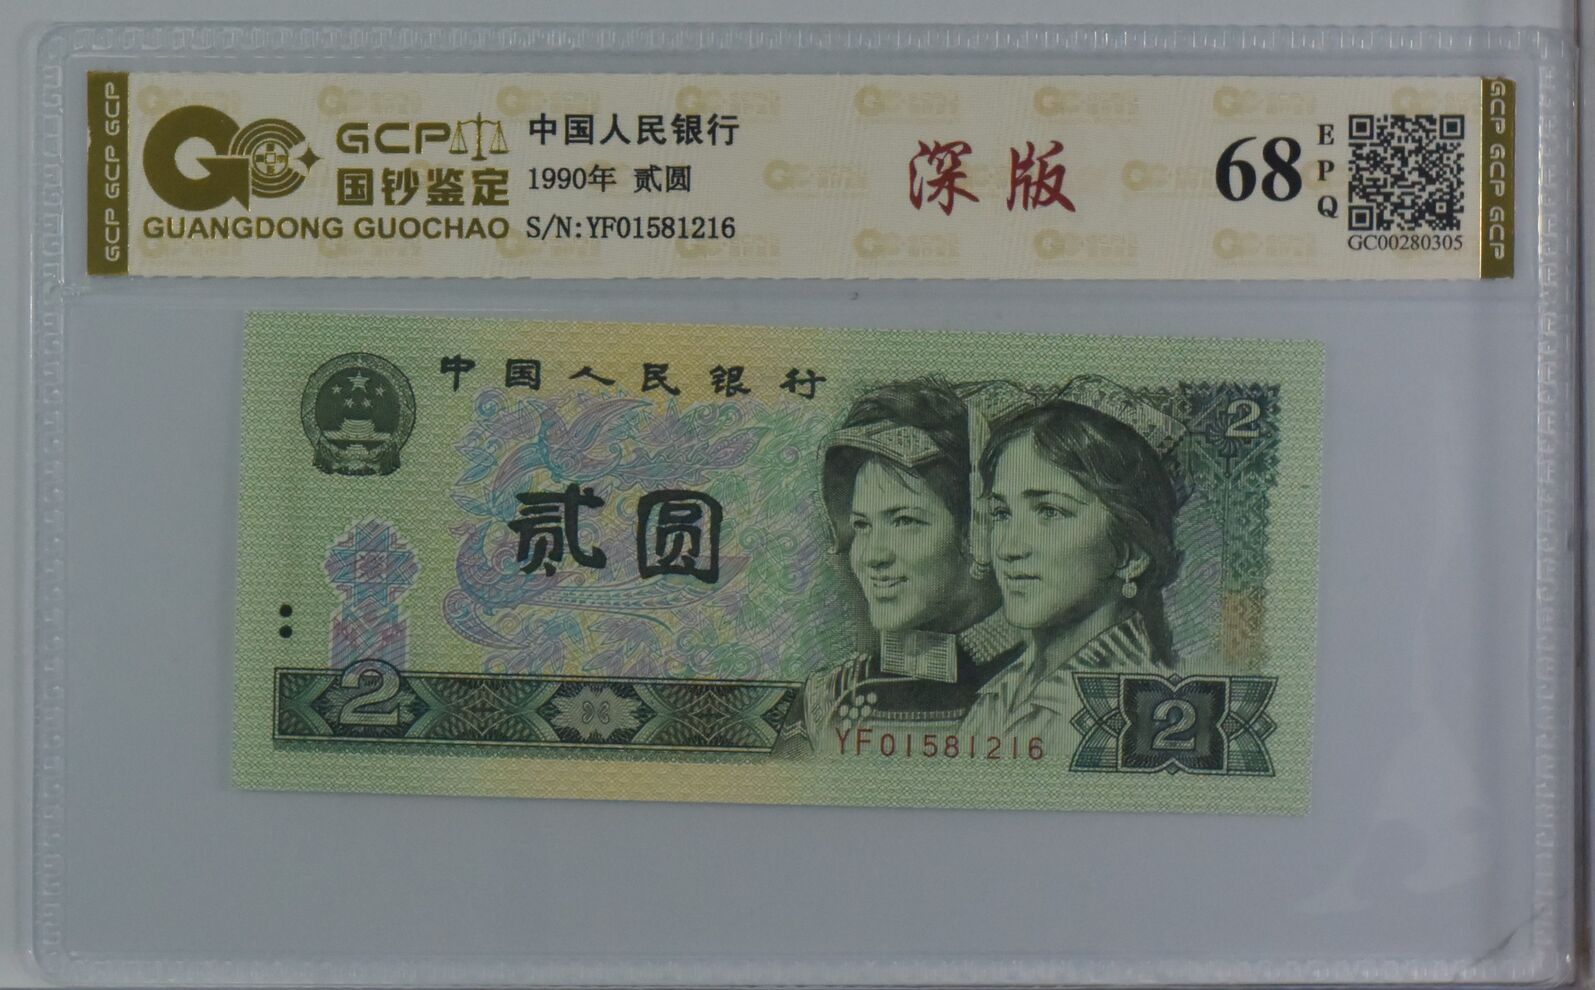 GCP GCP GCP
GCP
国钞鉴定
GUANGDONG GUOCHAO
中国人民银行
1990年 贰圆
S/N:YF01581216
深版
68
EPQ
GC00280305
GCP GCP GCP
中国人民银行
2
贰圆
2
YF01581216
2